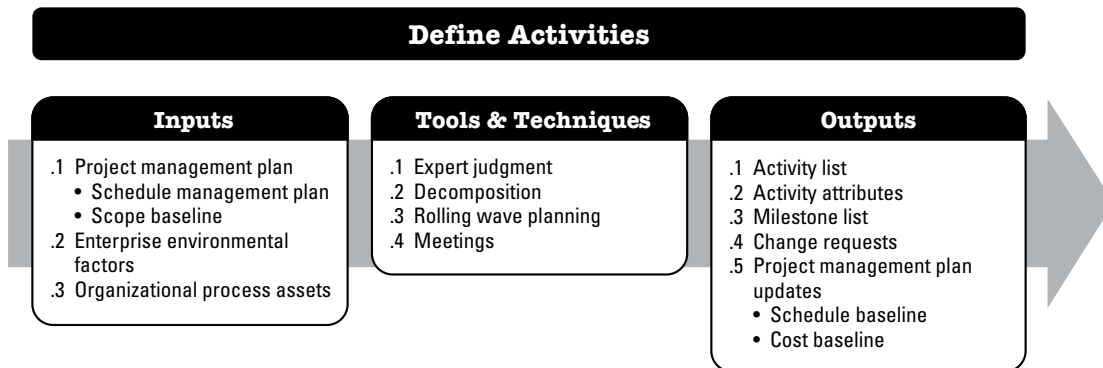 Define Activities
Inputs
.1 Project management plan
• Schedule management plan
• Scope baseline
.2 Enterprise environmental
factors
.3 Organizational process assets
Tools & Techniques
.1 Expert judgment
.2 Decomposition
.3 Rolling wave planning
.4 Meetings
Outputs
.1 Activity list
.2 Activity attributes
.3 Milestone list
.4 Change requests
.5 Project management plan
updates
• Schedule baseline
• Cost baseline